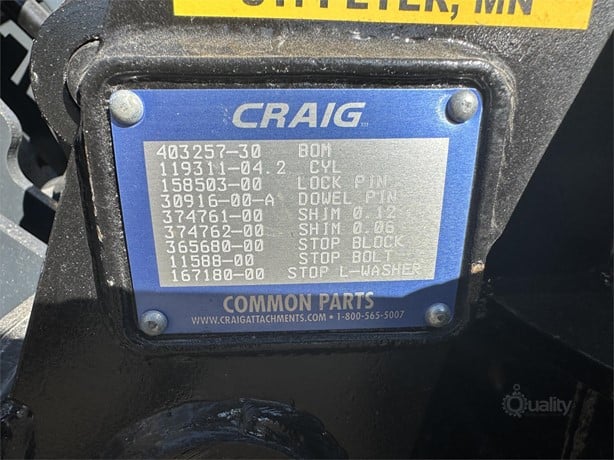 PETER, MN
CRAIG
403257-30 BOM
119311-04.2 CYL
158503-00 LOCK PIN
30916-00-A DOWEL PIN
374761-00 SHIM 0.12
374762-00 SHIM 0.06
365680-00 STOP BLOCK
11588-00 STOP BOLT
167180-00 STOP L-WASHER
COMMON PARTS
WWW.CRAIGATTACHMENTS.COM • 1-800-565-5007
Quality